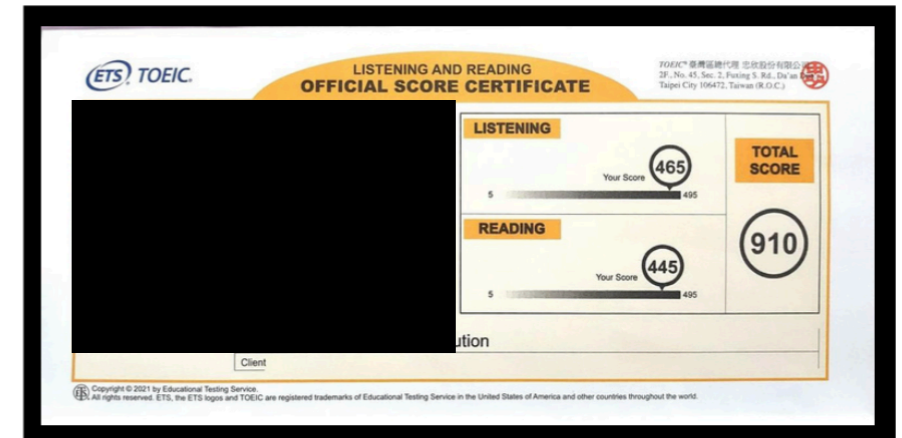 ETS TOEIC.
LISTENING AND READING
OFFICIAL SCORE CERTIFICATE
TOEIC® 臺灣區總代理 忠欣股份有限公司
2F., No. 45, Sec. 2, Fuxing S. Rd., Da'an
Taipei City 106472, Taiwan (R.O.C.)
LISTENING
Your Score
465
5
495
READING
Your Score
445
5
495
TOTAL
SCORE
910
ution
Client
Copyright © 2021 by Educational Testing Service.
All rights reserved. ETS, the ETS logos and TOEIC are registered trademarks of Educational Testing Service in the United States of America and other countries throughout the world.